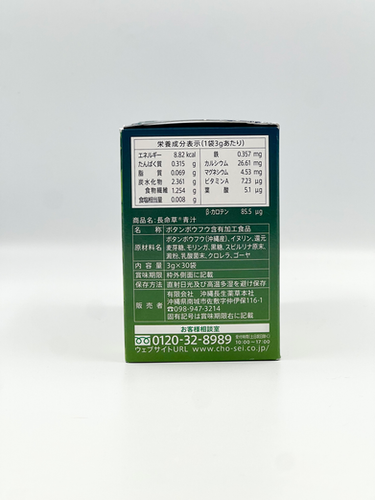 栄養成分表示(1袋3gあたり)
エネルギー 8.82 kcal 鉄 0.357 mg
たんぱく質 0.315 g カルシウム 26.61 mg
脂質 0.069 g マグネシウム 4.53 mg
炭水化物 2.361 g ビタミンA 7.23 μg
食物繊維 1.254 g 葉酸 5.1 μg
食塩相当量 0.008 g
β-カロテン 85.5 μg
商品名:長命草®青汁
名称 ボタンボウフウ含有加工食品
原材料名 ボタンボウフウ(沖縄産)、イヌリン、還元
麦芽糖、モリンガ、黒糖、スピルリナ原末、
澱粉、乳酸菌末、クロレラ、ゴーヤ
内容量 3g×30袋
賞味期限 枠外側面に記載
保存方法 直射日光及び高温多湿を避け保存
販売者 有限会社 沖縄長生薬草本社
沖縄県南城市佐敷字仲伊保116-1
☎098-947-3214
固有記号は賞味期限右に記載
お客様相談室
0120-32-8989
10:00~17:00
ウェブサイトURL www.cho-sei.co.jp/